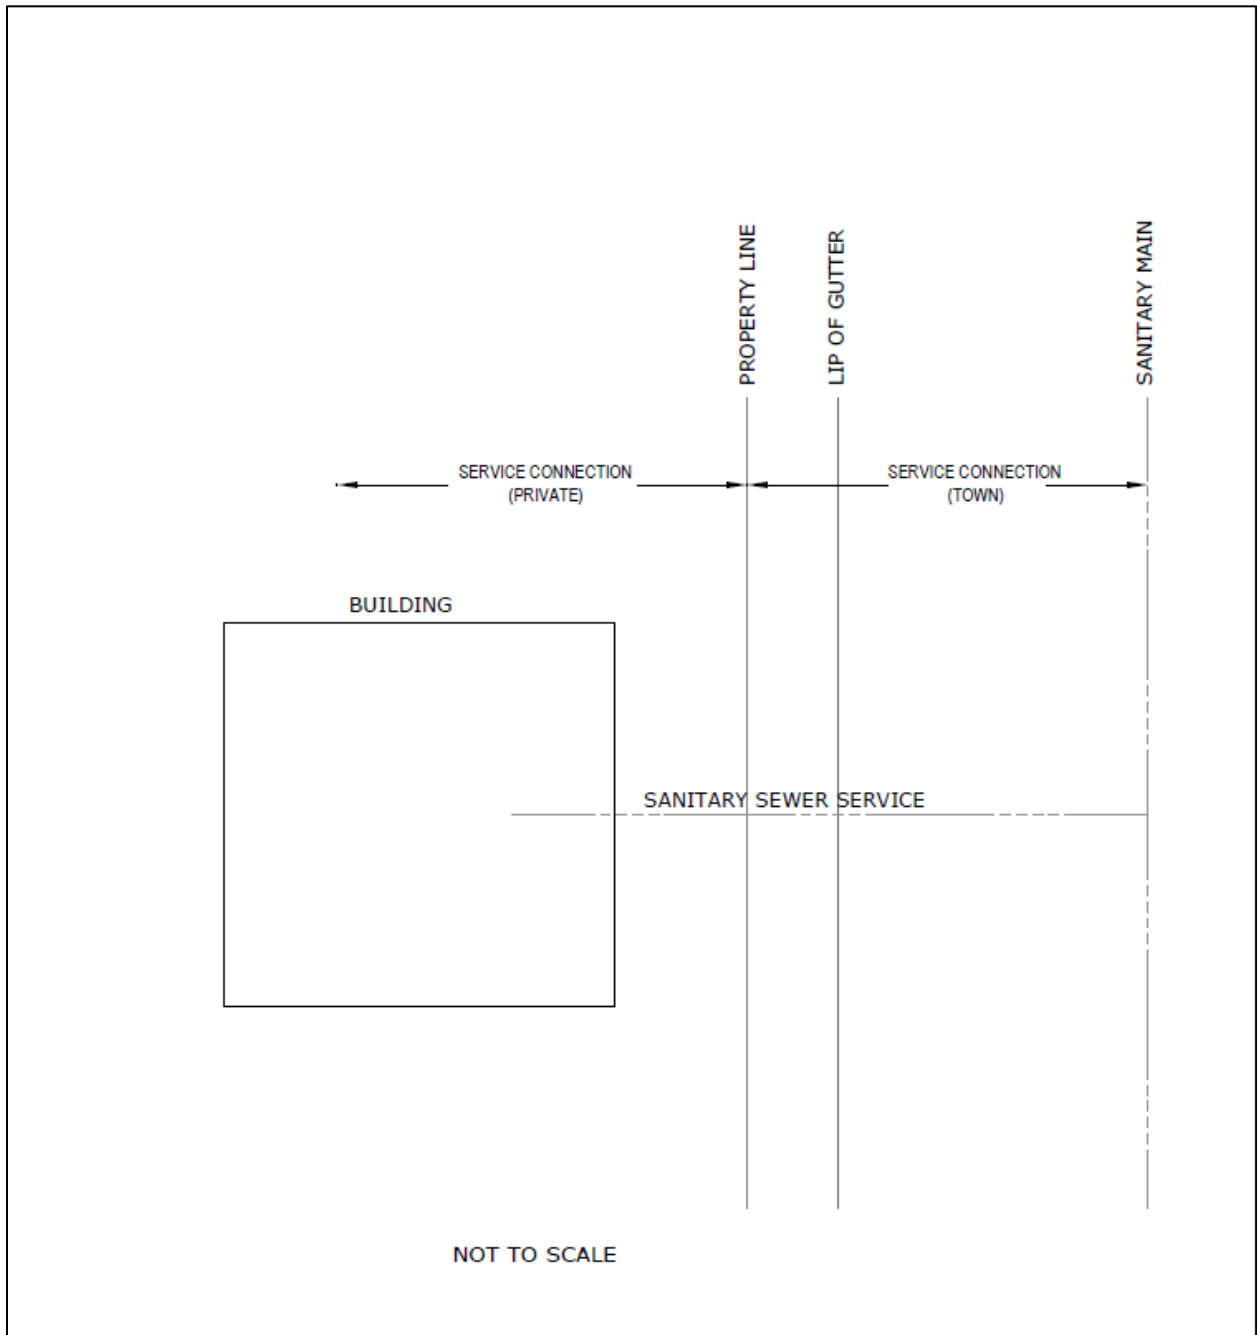 PROPERTY LINE
LIP OF GUTTER
SANITARY MAIN
SERVICE CONNECTION
(PRIVATE)
SERVICE CONNECTION
(TOWN)
BUILDING
SANITARY SEWER SERVICE
NOT TO SCALE